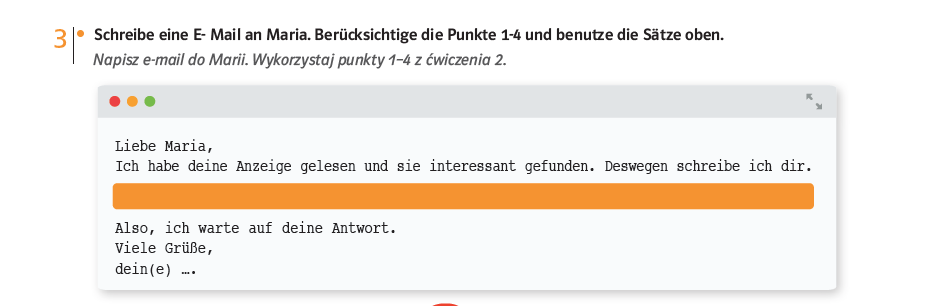 3
Schreibe eine E- Mail an Maria. Berücksichtige die Punkte 1-4 und benutze die Sätze oben.
Napisz e-mail do Marii. Wykorzystaj punkty 1–4 z ćwiczenia 2.
Liebe Maria,
Ich habe deine Anzeige gelesen und sie interessant gefunden. Deswegen schreibe ich dir.
Also, ich warte auf deine Antwort.
Viele Grüße,
dein(e) ….